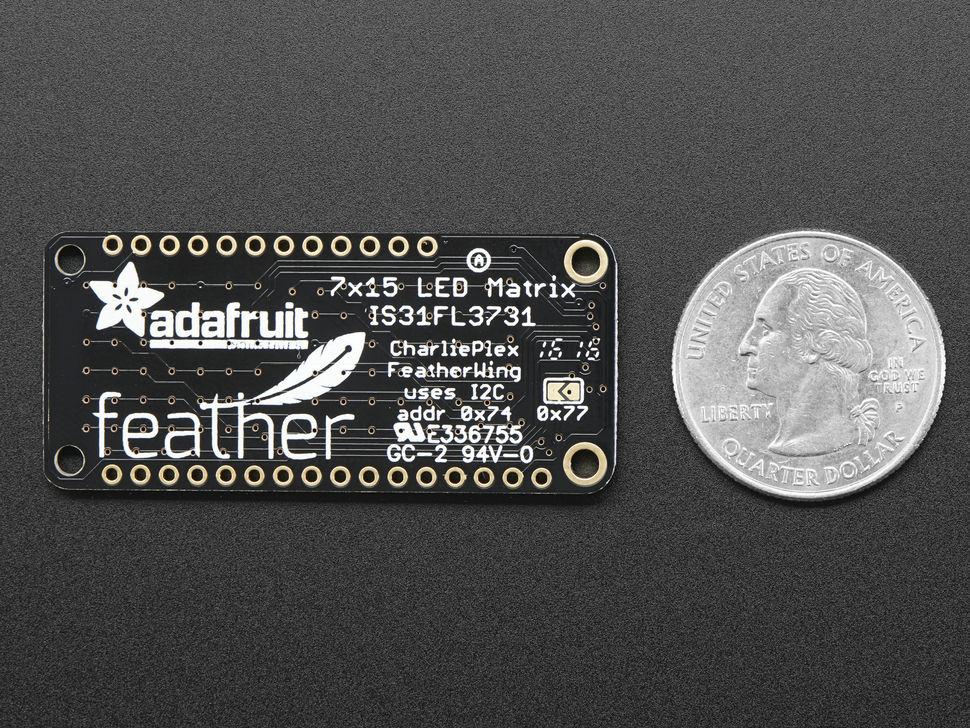 A
adafruit
feather
7x15 LED Matrix
IS31FL3731
CharliePlex
FeatherWing
uses I2C
addr 0x74
0x77
1616
E336755
GC-2 94V-0
UNITED STATES OF AMERICA
LIBERTY
IN
GOD WE
TRUST
P
QUARTER DOLLAR